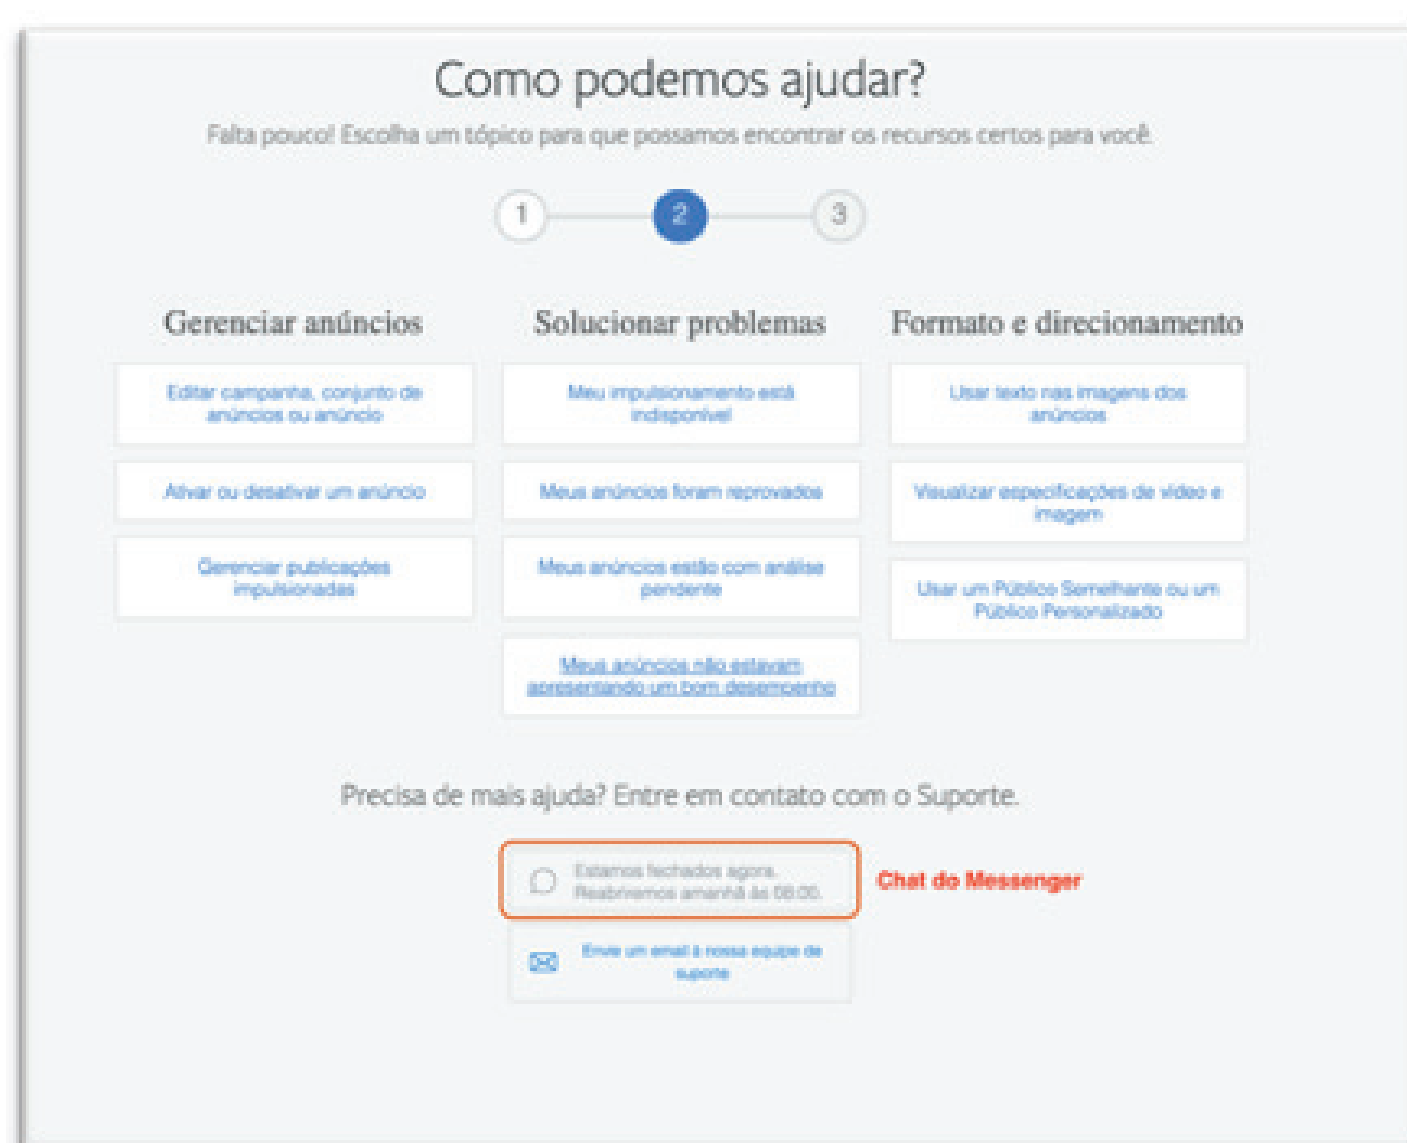 Como podemos ajudar?
Falta pouco! Escolha um tópico para que possamos encontrar os recursos certos para você.
1
2
3
Gerenciar anúncios
Editar campanha, conjunto de
anúncios ou anúncio
Ativar ou desativar um anúncio
Gerenciar publicações
impulsionadas
Solucionar problemas
Meu impulsionamento está
indisponível
Meus anúncios foram reprovados
Meus anúncios estão com análise
pendente
Meus anúncios não estavam
apresentando um bom desempenho
Formato e direcionamento
Usar texto nas imagens dos
anúncios
Visualizar especificações de vídeo e
imagem
Usar um Público Semelhante ou um
Público Personalizado
Precisa de mais ajuda? Entre em contato com o Suporte.
Estamos fechados agora.
Reabriremos amanhã às 08:00.
Chat do Messenger
Envie um email à nossa equipe de
suporte